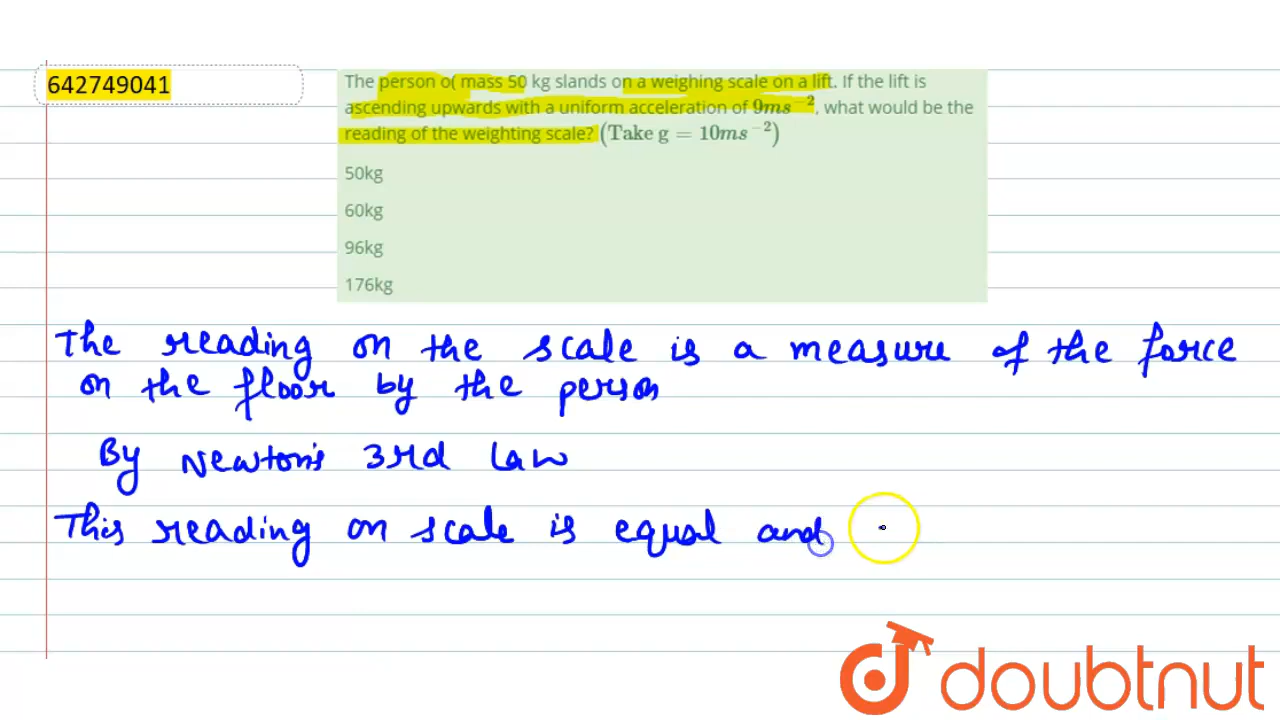 642749041
The person o( mass 50 kg slands on a weighing scale on a lift. If the lift is
ascending upwards with a uniform acceleration of 9ms⁻², what would be the
reading of the weighting scale? (Take g = 10ms⁻²)
50kg
60kg
96kg
176kg
The reading on the scale is a measure of the force
on the floor by the person
By Newton's 3rd law
This reading on scale is equal and
doubtnut